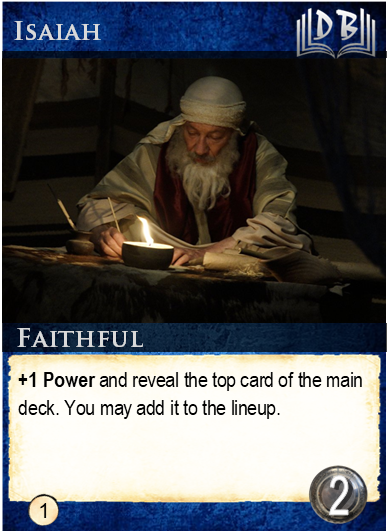 Isaiah
DB
Faithful
+1 Power and reveal the top card of the main
deck. You may add it to the lineup.
1
2